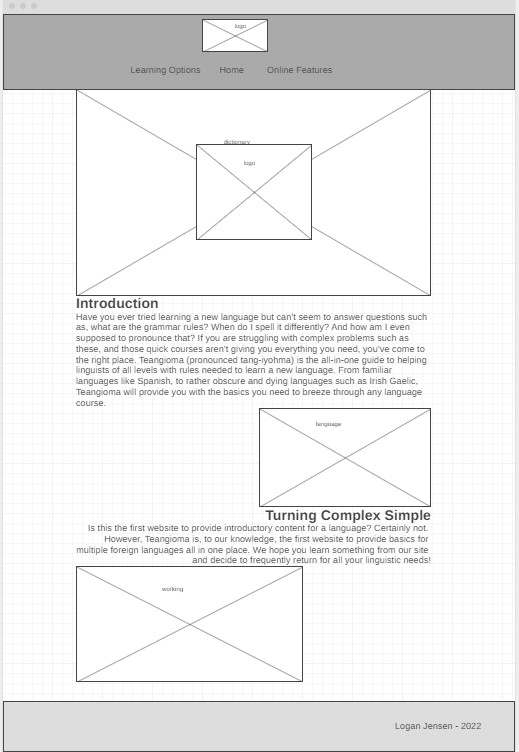 logo
Learning Options Home Online Features
dictionary
logo
Introduction
Have you ever tried learning a new language but can't seem to answer questions such
as, what are the grammar rules? When do I spell it differently? And how am I even
supposed to pronounce that? If you are struggling with complex problems such as
these, and those quick courses aren't giving you everything you need, you've come to
the right place. Teangioma (pronounced tang-iyohma) is the all-in-one guide to helping
linguists of all levels with rules needed to learn a new language. From familiar
languages like Spanish, to rather obscure and dying languages such as Irish Gaelic,
Teangioma will provide you with the basics you need to breeze through any language
course.
language
Turning Complex Simple
Is this the first website to provide introductory content for a language? Certainly not.
However, Teangioma is, to our knowledge, the first website to provide basics for
multiple foreign languages all in one place. We hope you learn something from our site
and decide to frequently return for all your linguistic needs!
working
Logan Jensen - 2022